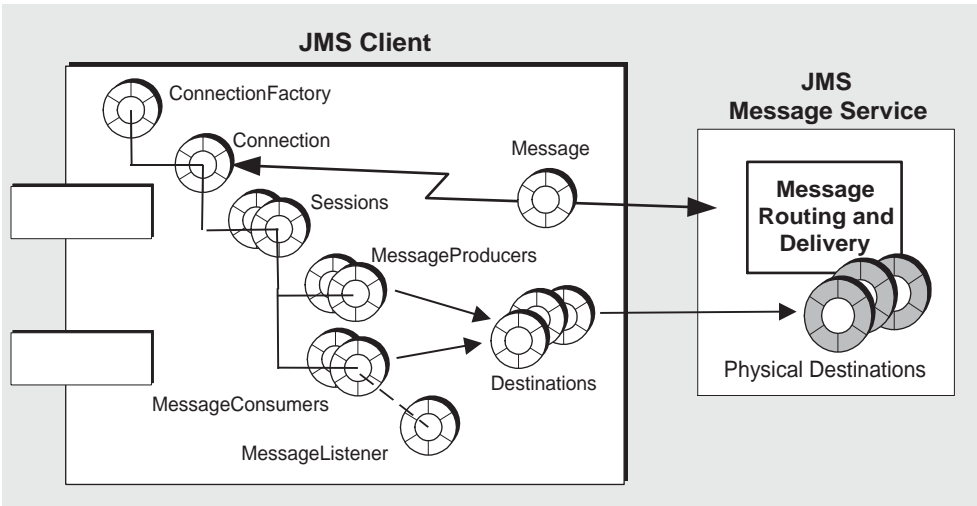 JMS Client
ConnectionFactory
Connection
Message
Sessions
MessageProducers
Destinations
MessageConsumers
MessageListener
JMS
Message Service
Message
Routing and
Delivery
Physical Destinations